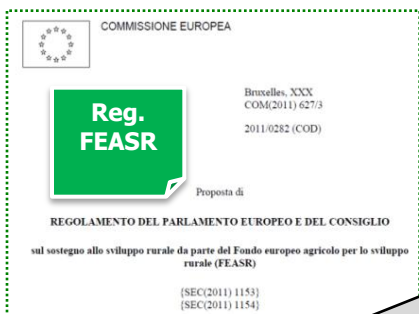 COMMISSIONE EUROPEA
Reg.
FEASR
Bruxelles, XXX
COM(2011) 627/3
2011/0282 (COD)
Proposta di
REGOLAMENTO DEL PARLAMENTO EUROPEO E DEL CONSIGLIO
sul sostegno allo sviluppo rurale da parte del Fondo europeo agricolo per lo sviluppo
rurale (FEASR)
{SEC(2011) 1153}
{SEC(2011) 1154}